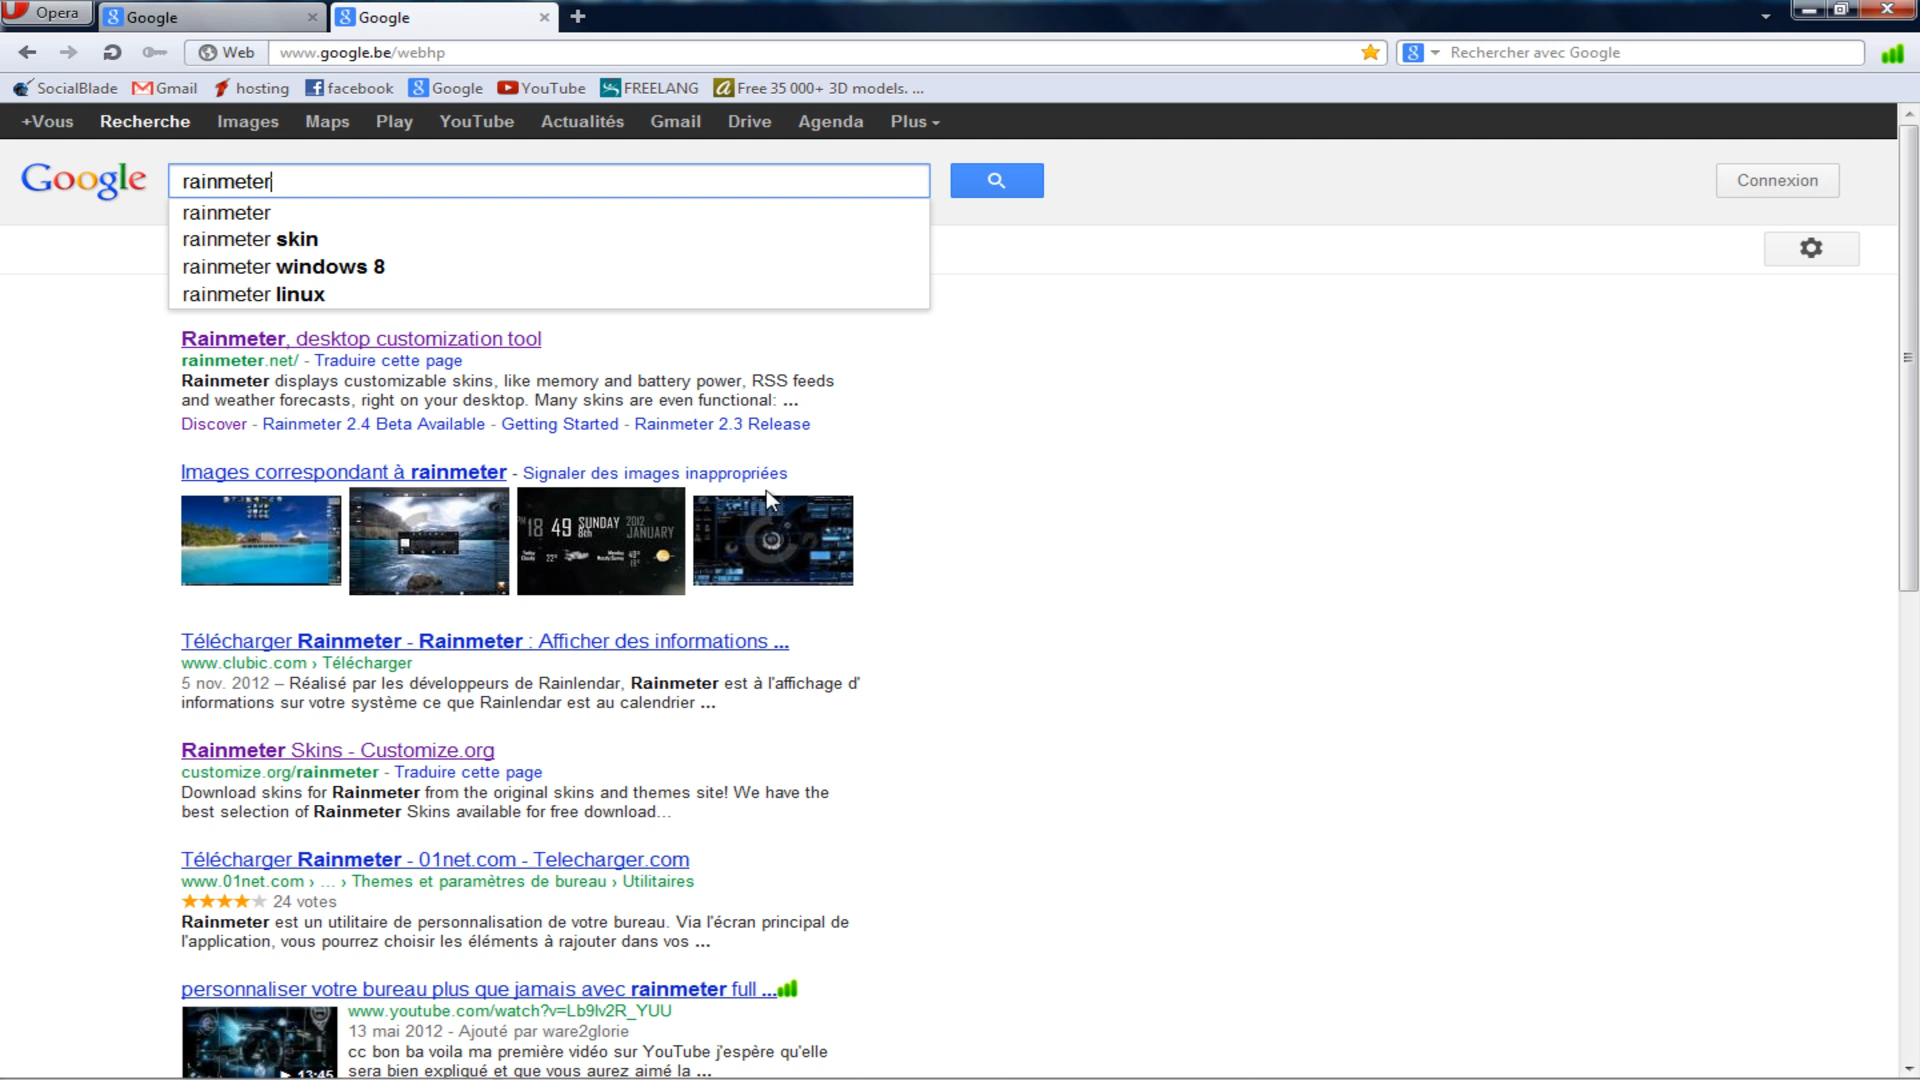 Opera
Google
Google
Web
www.google.be/webhp
Rechercher avec Google
SocialBlade
Gmail
hosting
facebook
Google
YouTube
FREELANG
Free 35 000+ 3D models. ...
+Vous
Recherche
Images
Maps
Play
YouTube
Actualités
Gmail
Drive
Agenda
Plus
Google
rainmeter
Connexion
rainmeter
rainmeter skin
rainmeter windows 8
rainmeter linux
Rainmeter, desktop customization tool
rainmeter.net/ - Traduire cette page
Rainmeter displays customizable skins, like memory and battery power, RSS feeds
and weather forecasts, right on your desktop. Many skins are even functional: ...
Discover - Rainmeter 2.4 Beta Available - Getting Started - Rainmeter 2.3 Release
Images correspondant à rainmeter - Signaler des images inappropriées
18 49 SUNDAY 8th 2012 JANUARY
Télécharger Rainmeter - Rainmeter : Afficher des informations ...
www.clubic.com › Télécharger
5 nov. 2012 – Réalisé par les développeurs de Rainlendar, Rainmeter est à l'affichage d'
informations sur votre système ce que Rainlendar est au calendrier ...
Rainmeter Skins - Customize.org
customize.org/rainmeter - Traduire cette page
Download skins for Rainmeter from the original skins and themes site! We have the
best selection of Rainmeter Skins available for free download...
Télécharger Rainmeter - 01net.com - Telecharger.com
www.01net.com › ... › Themes et paramètres de bureau › Utilitaires
24 votes
Rainmeter est un utilitaire de personnalisation de votre bureau. Via l'écran principal de
l'application, vous pourrez choisir les éléments à rajouter dans vos ...
personnaliser votre bureau plus que jamais avec rainmeter full ...
www.youtube.com/watch?v=Lb9lv2R_YUU
13 mai 2012 - Ajouté par ware2glorie
cc bon ba voila ma première vidéo sur YouTube j'espère qu'elle
sera bien expliqué et que vous aurez aimé la ...
13:45